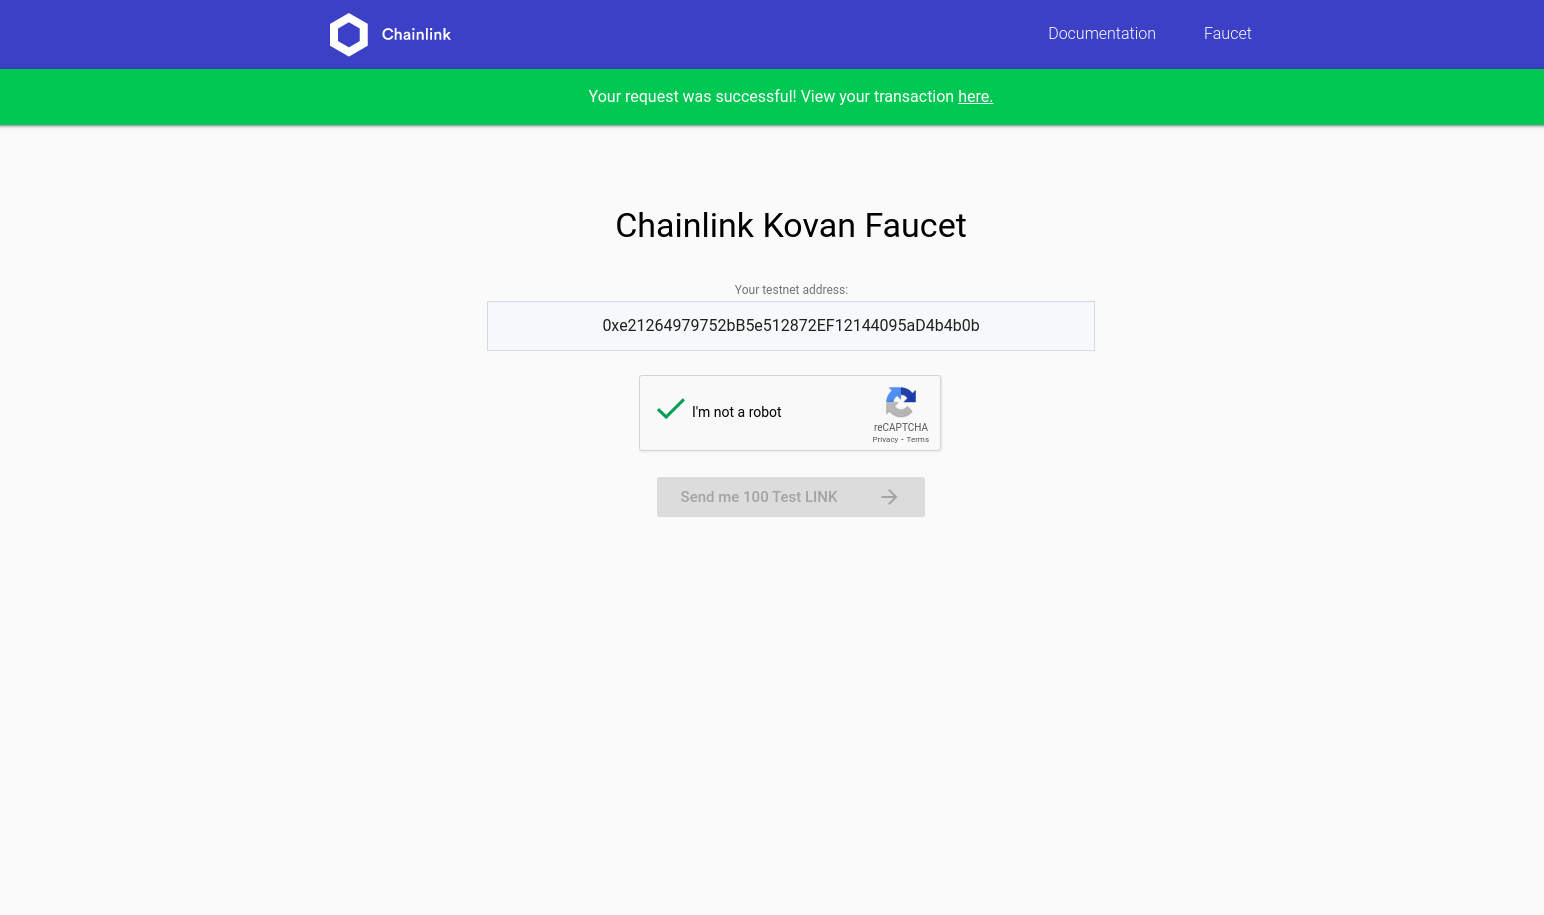 Chainlink
Documentation
Faucet
Your request was successful! View your transaction here.
Chainlink Kovan Faucet
Your testnet address:
0xe21264979752bB5e512872EF12144095aD4b4b0b
I'm not a robot
reCAPTCHA
Privacy - Terms
Send me 100 Test LINK